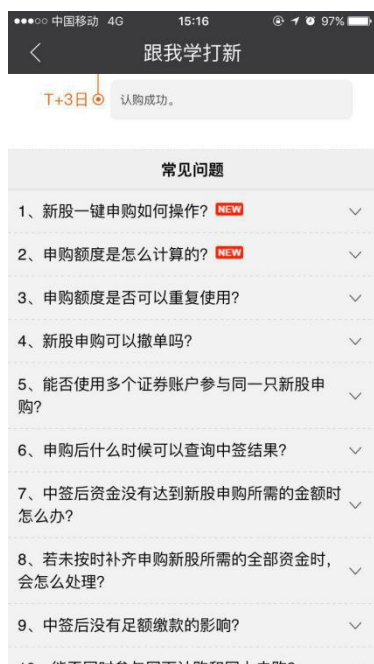 ●●●○○ 中国移动 4G 15:16 97%
跟我学打新
T+3日 认购成功。
常见问题
1、新股一键申购如何操作? NEW
2、申购额度是怎么计算的? NEW
3、申购额度是否可以重复使用?
4、新股申购可以撤单吗?
5、能否使用多个证券账户参与同一只新股申
购?
6、申购后什么时候可以查询中签结果?
7、中签后资金没有达到新股申购所需的金额时
怎么办?
8、若未按时补齐申购新股所需的全部资金时，
会怎么处理?
9、中签后没有足额缴款的影响?